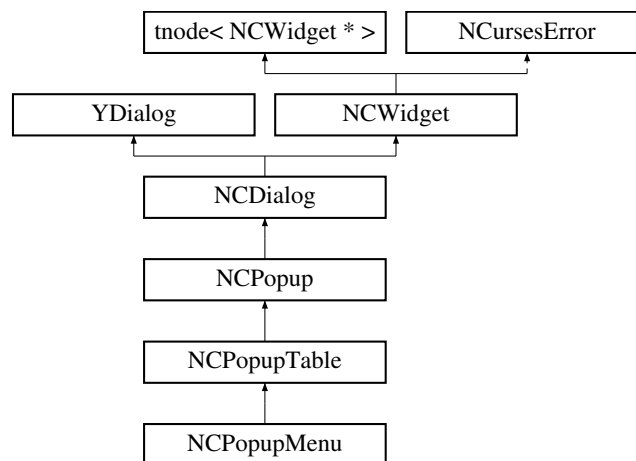 tnode< NCWidget * >
NCursesError
YDialog
NCWidget
NCDialog
NCPopup
NCPopupTable
NCPopupMenu